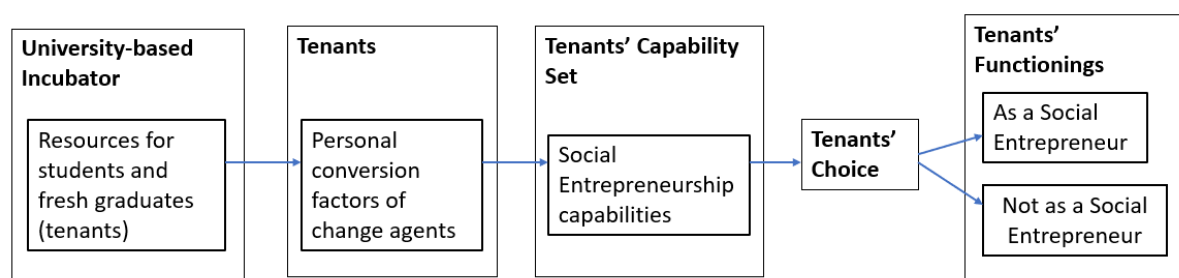 University-based
Incubator
Resources for
students and
fresh graduates
(tenants)
Tenants
Personal
conversion
factors of
change agents
Tenants’ Capability
Set
Social
Entrepreneurship
capabilities
Tenants’
Choice
Tenants’
Functionings
As a Social
Entrepreneur
Not as a Social
Entrepreneur